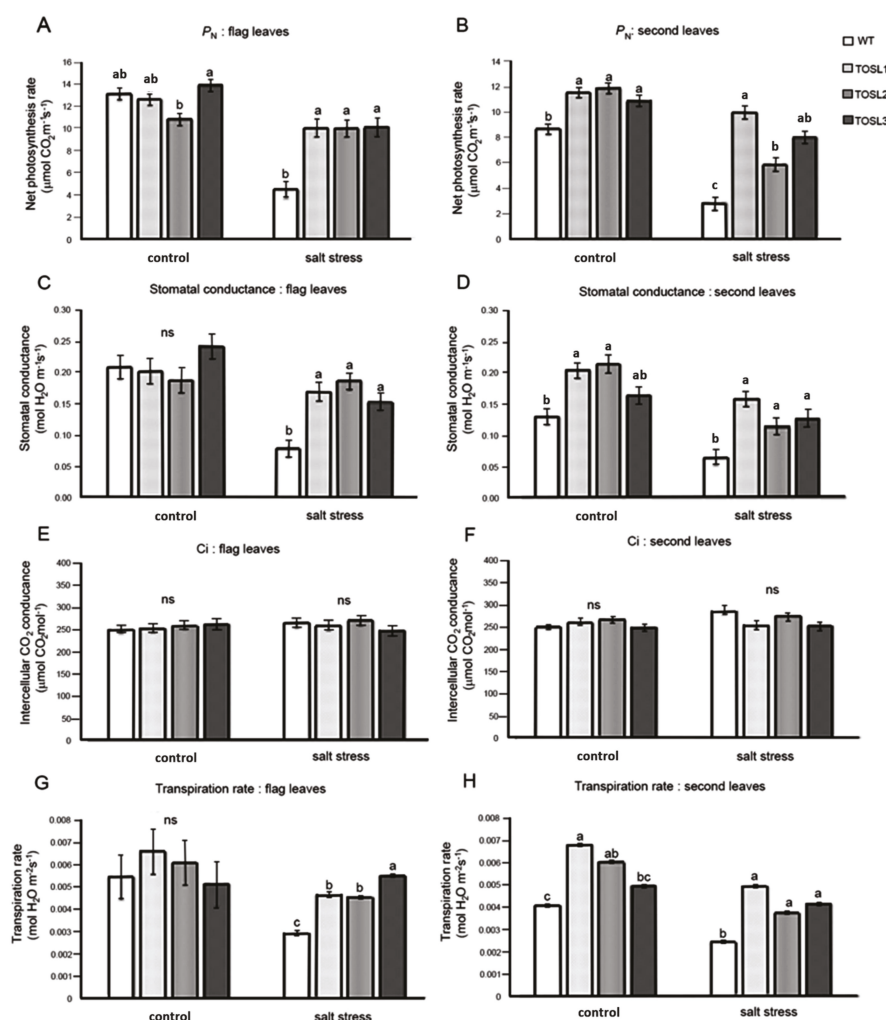 A
P_N : flag leaves
Net photosynthesis rate
(μmol CO₂m⁻¹s⁻¹)
16
14
12
10
8
6
4
2
0
ab
ab
b
a
b
a
a
a
control
salt stress
B
P_N: second leaves
Net photosynthesis rate
(μmol CO₂m⁻¹s⁻¹)
14
12
10
8
6
4
2
0
b
a
a
a
c
a
b
ab
control
salt stress
WT
TOSL1
TOSL2
TOSL3
C
Stomatal conductance : flag leaves
Stomatal conductance
(mol H₂O m⁻¹s⁻¹)
0.30
0.25
0.20
0.15
0.10
0.05
0.00
ns
b
a
a
a
control
salt stress
D
Stomatal conductance : second leaves
Stomatal conductance
(mol H₂O m⁻¹s⁻¹)
0.30
0.25
0.20
0.15
0.10
0.05
0.00
b
a
a
ab
b
a
a
a
control
salt stress
E
Ci : flag leaves
Intercellular CO₂ conducance
(μmol CO₂mol⁻¹)
400
350
300
250
200
150
100
50
0
ns
ns
control
salt stress
F
Ci : second leaves
Intercellular CO₂ conducance
(μmol CO₂mol⁻¹)
400
350
300
250
200
150
100
50
0
ns
ns
control
salt stress
G
Transpiration rate : flag leaves
Transpiration rate
(mol H₂O m⁻²s⁻¹)
0.008
0.007
0.006
0.005
0.004
0.003
0.002
0.001
0
ns
c
b
b
a
control
salt stress
H
Transpiration rate : second leaves
Transpiration rate
(mol H₂O m⁻²s⁻¹)
0.008
0.007
0.006
0.005
0.004
0.003
0.002
0.001
0
c
a
ab
bc
b
a
a
a
control
salt stress